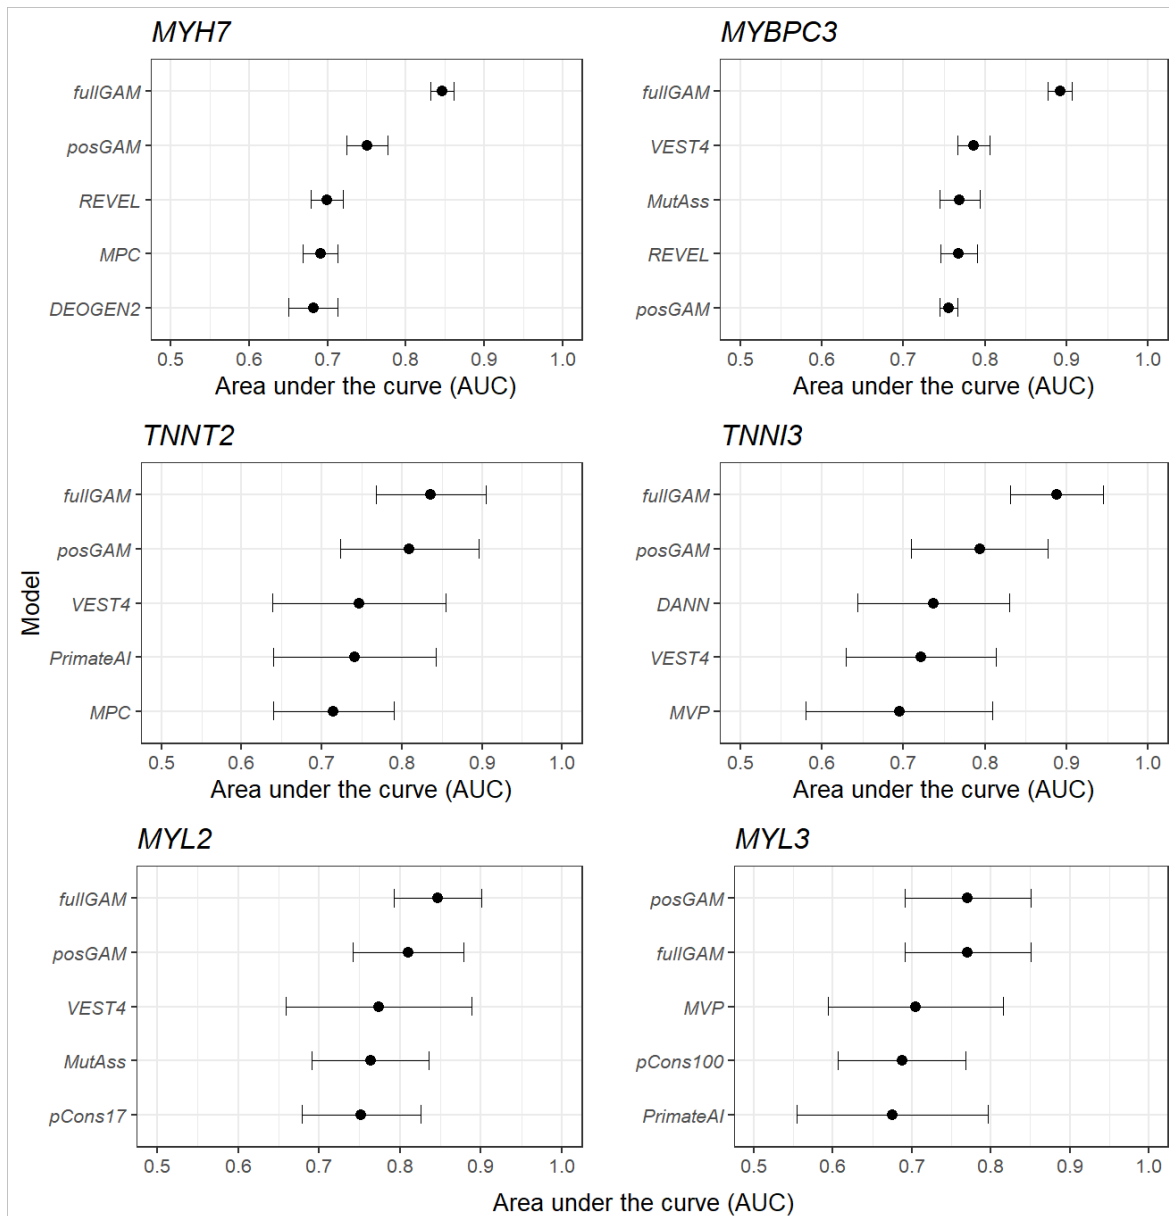 MYH7
fullGAM
posGAM
REVEL
MPC
DEOGEN2
0.5 0.6 0.7 0.8 0.9 1.0
Area under the curve (AUC)
MYBPC3
fullGAM
VEST4
MutAss
REVEL
posGAM
0.5 0.6 0.7 0.8 0.9 1.0
Area under the curve (AUC)
Model
TNNT2
fullGAM
posGAM
VEST4
PrimateAI
MPC
0.5 0.6 0.7 0.8 0.9 1.0
Area under the curve (AUC)
TNNI3
fullGAM
posGAM
DANN
VEST4
MVP
0.5 0.6 0.7 0.8 0.9 1.0
Area under the curve (AUC)
MYL2
fullGAM
posGAM
VEST4
MutAss
pCons17
0.5 0.6 0.7 0.8 0.9 1.0
MYL3
posGAM
fullGAM
MVP
pCons100
PrimateAI
0.5 0.6 0.7 0.8 0.9 1.0
Area under the curve (AUC)